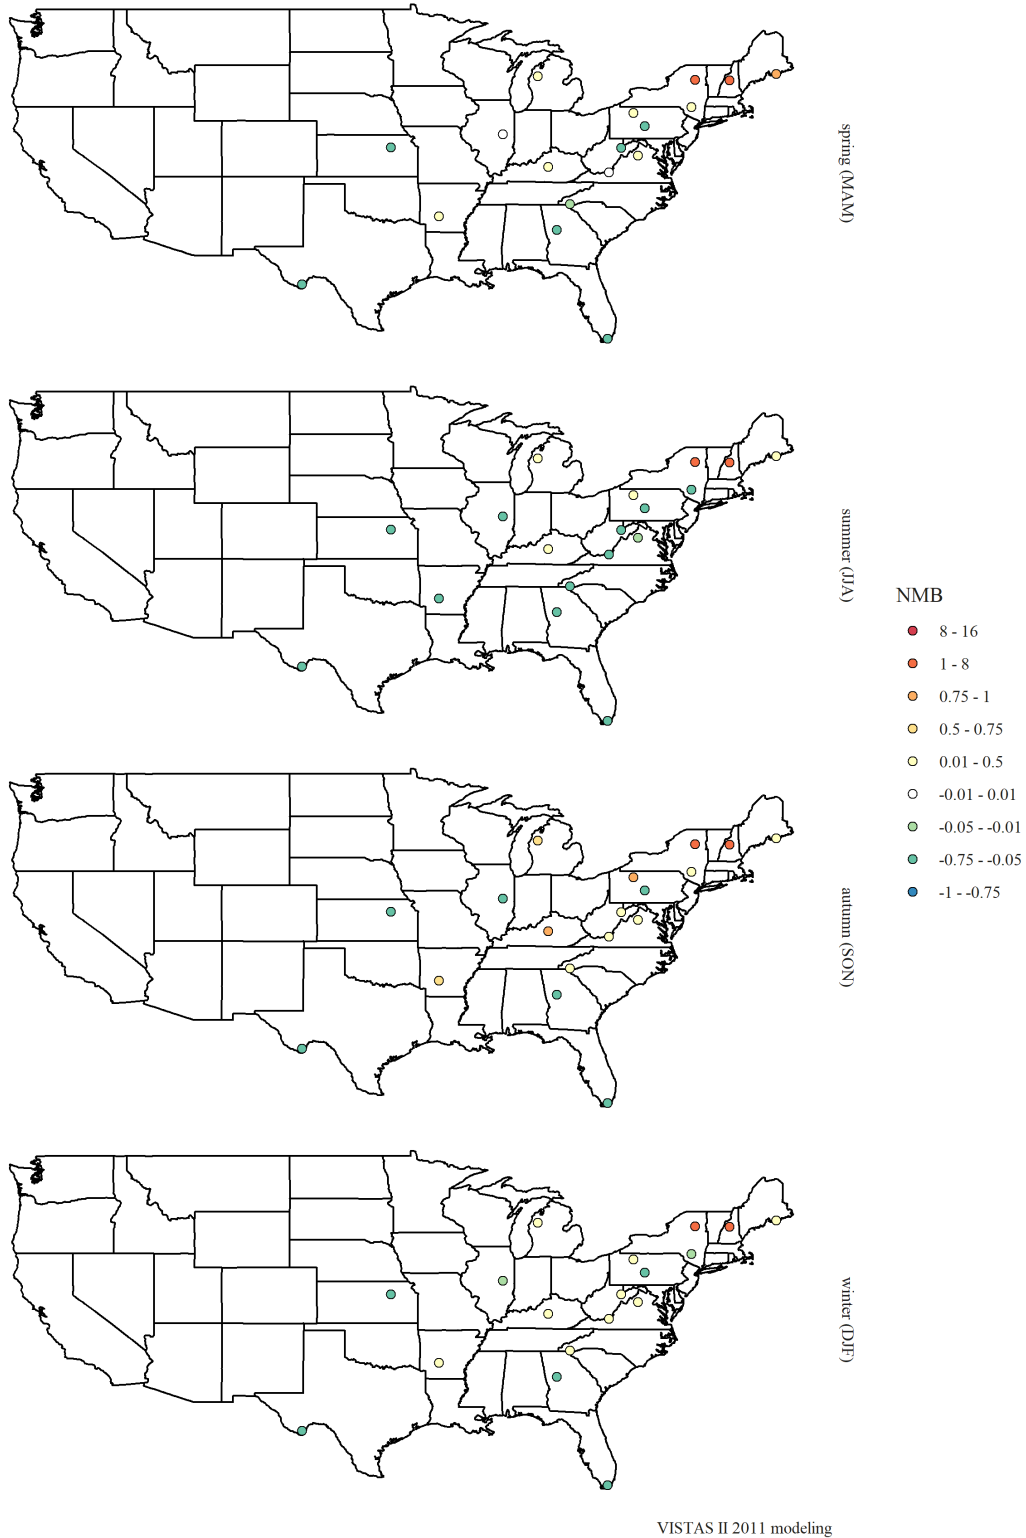 spring (MAM)
summer (JJA)
NMB
8 - 16
1 - 8
0.75 - 1
0.5 - 0.75
0.01 - 0.5
-0.01 - 0.01
-0.05 - -0.01
-0.75 - -0.05
-1 - -0.75
autumn (SON)
winter (DJF)
VISTAS II 2011 modeling